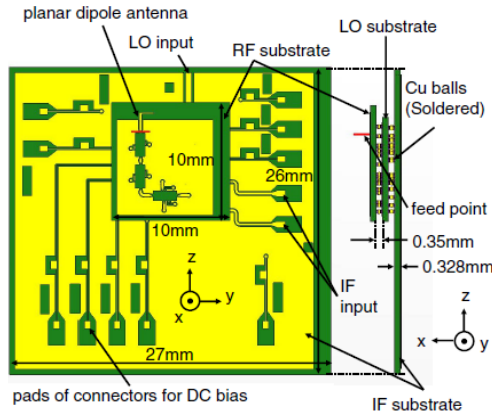 planar dipole antenna
LO input
RF substrate
LO substrate
Cu balls
(Soldered)
10mm
26mm
10mm
feed point
0.35mm
0.328mm
IF
input
z
x
y
z
x
y
27mm
pads of connectors for DC bias
IF substrate